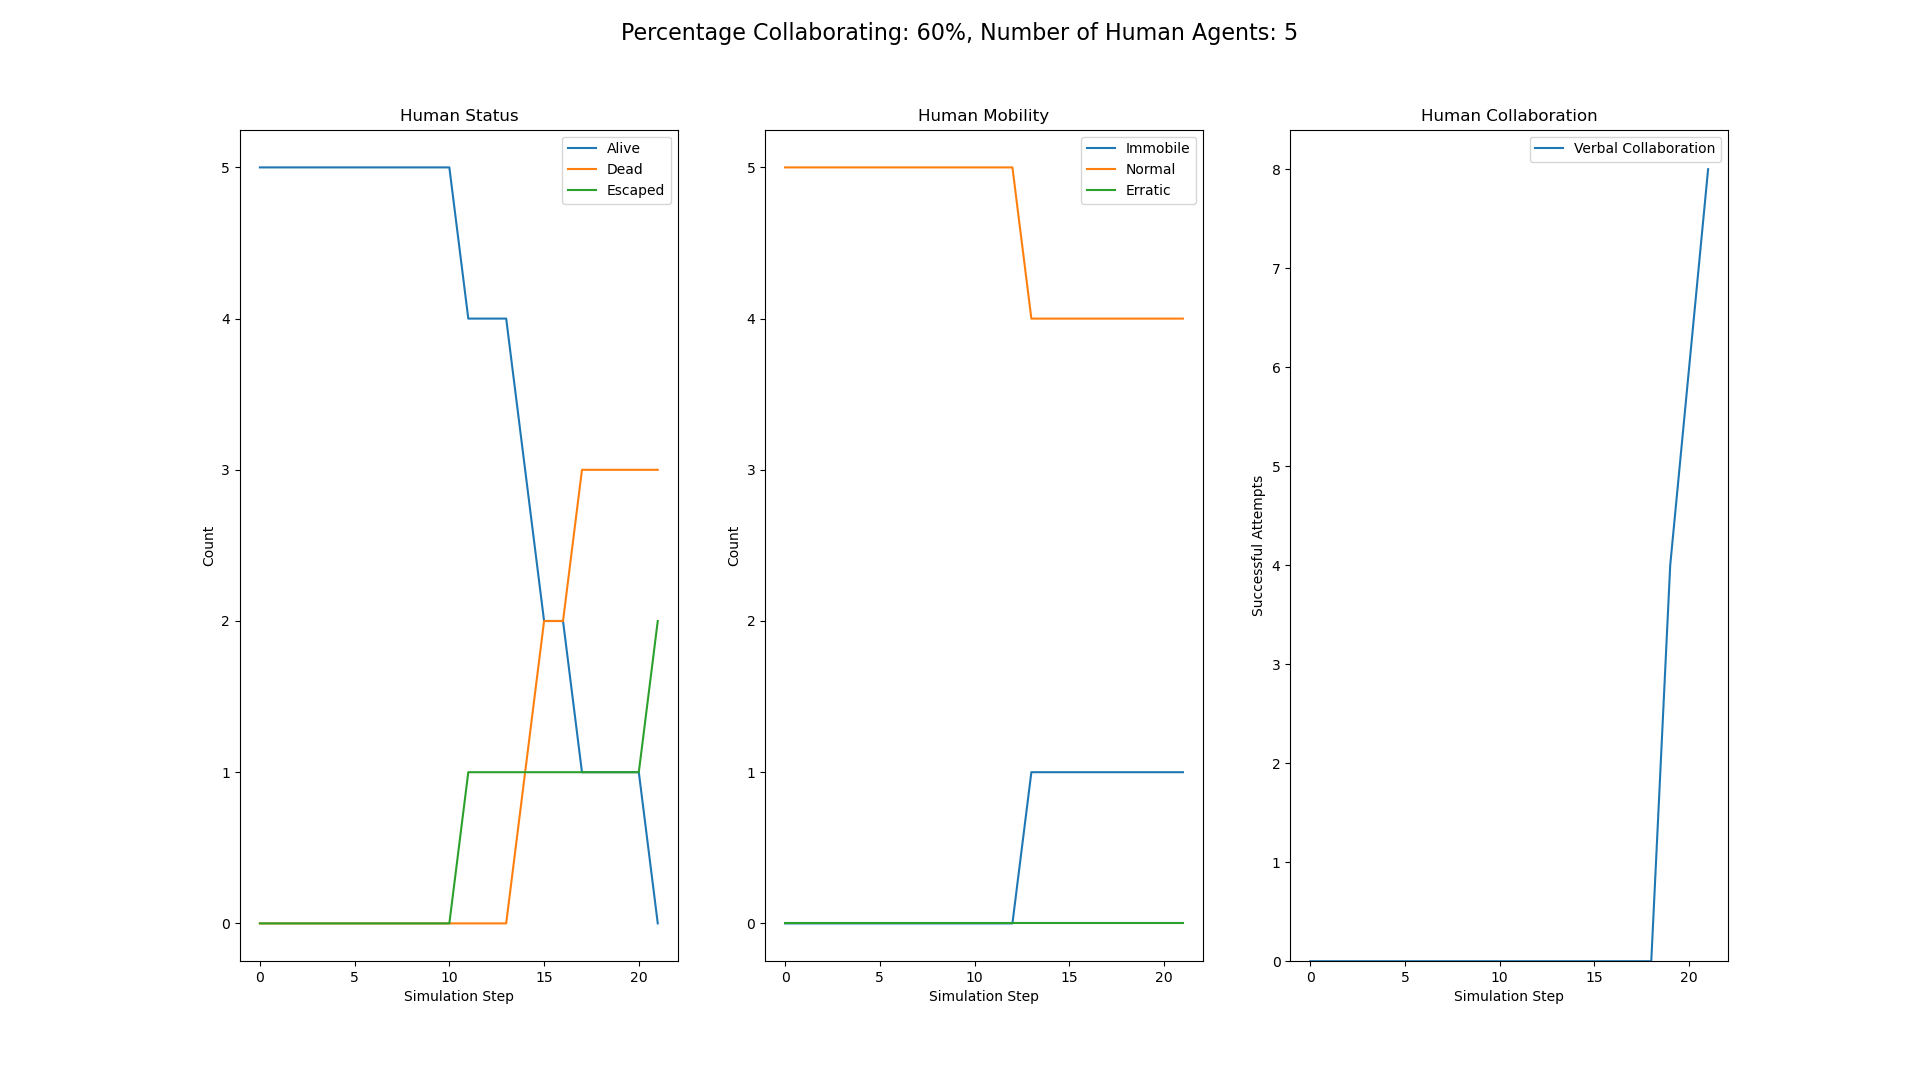 Percentage Collaborating: 60%, Number of Human Agents: 5
Human Status
Alive
Dead
Escaped
5
4
3
2
1
0
Count
0 5 10 15 20
Simulation Step
Human Mobility
Immobile
Normal
Erratic
5
4
3
2
1
0
Count
0 5 10 15 20
Simulation Step
Human Collaboration
Verbal Collaboration
8
7
6
5
4
3
2
1
0
Successful Attempts
0 5 10 15 20
Simulation Step